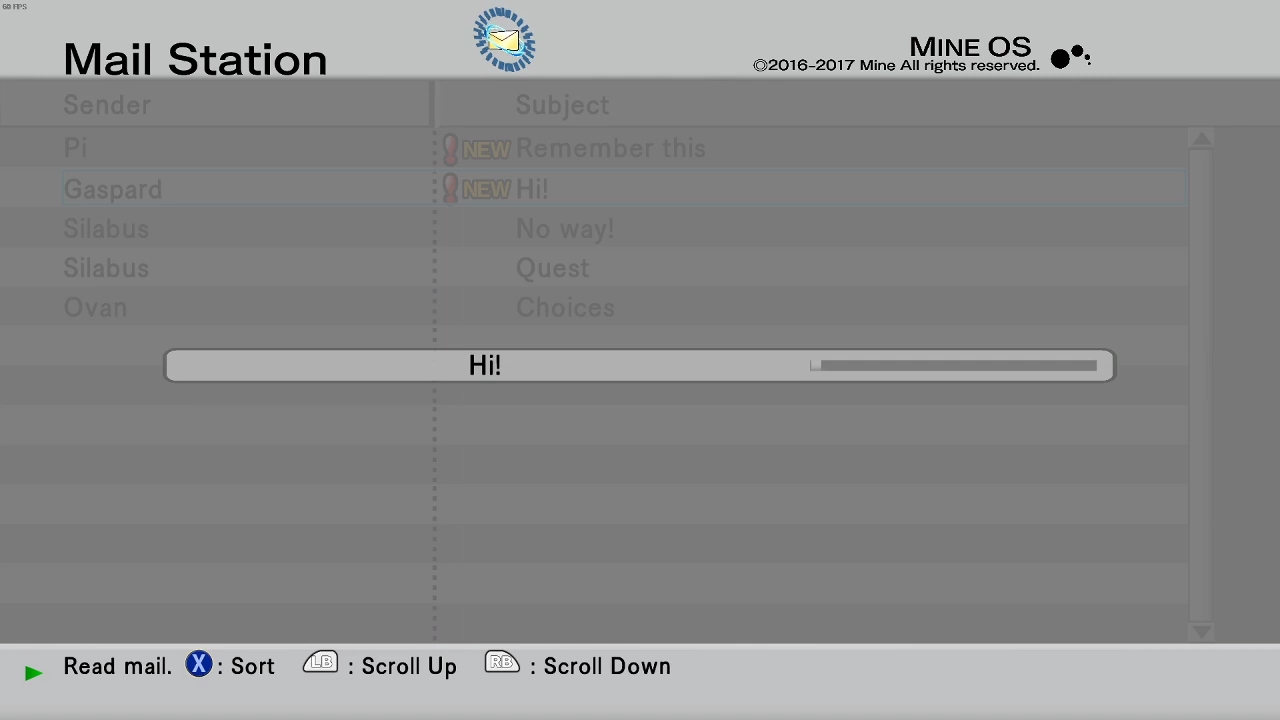 60 FPS
Mail Station
MINE OS
©2016-2017 Mine All rights reserved.
Sender Subject
Pi NEW Remember this
Gaspard NEW Hi!
Silabus No way!
Silabus Quest
Ovan Choices
Hi!
Read mail. X : Sort LB : Scroll Up RB : Scroll Down